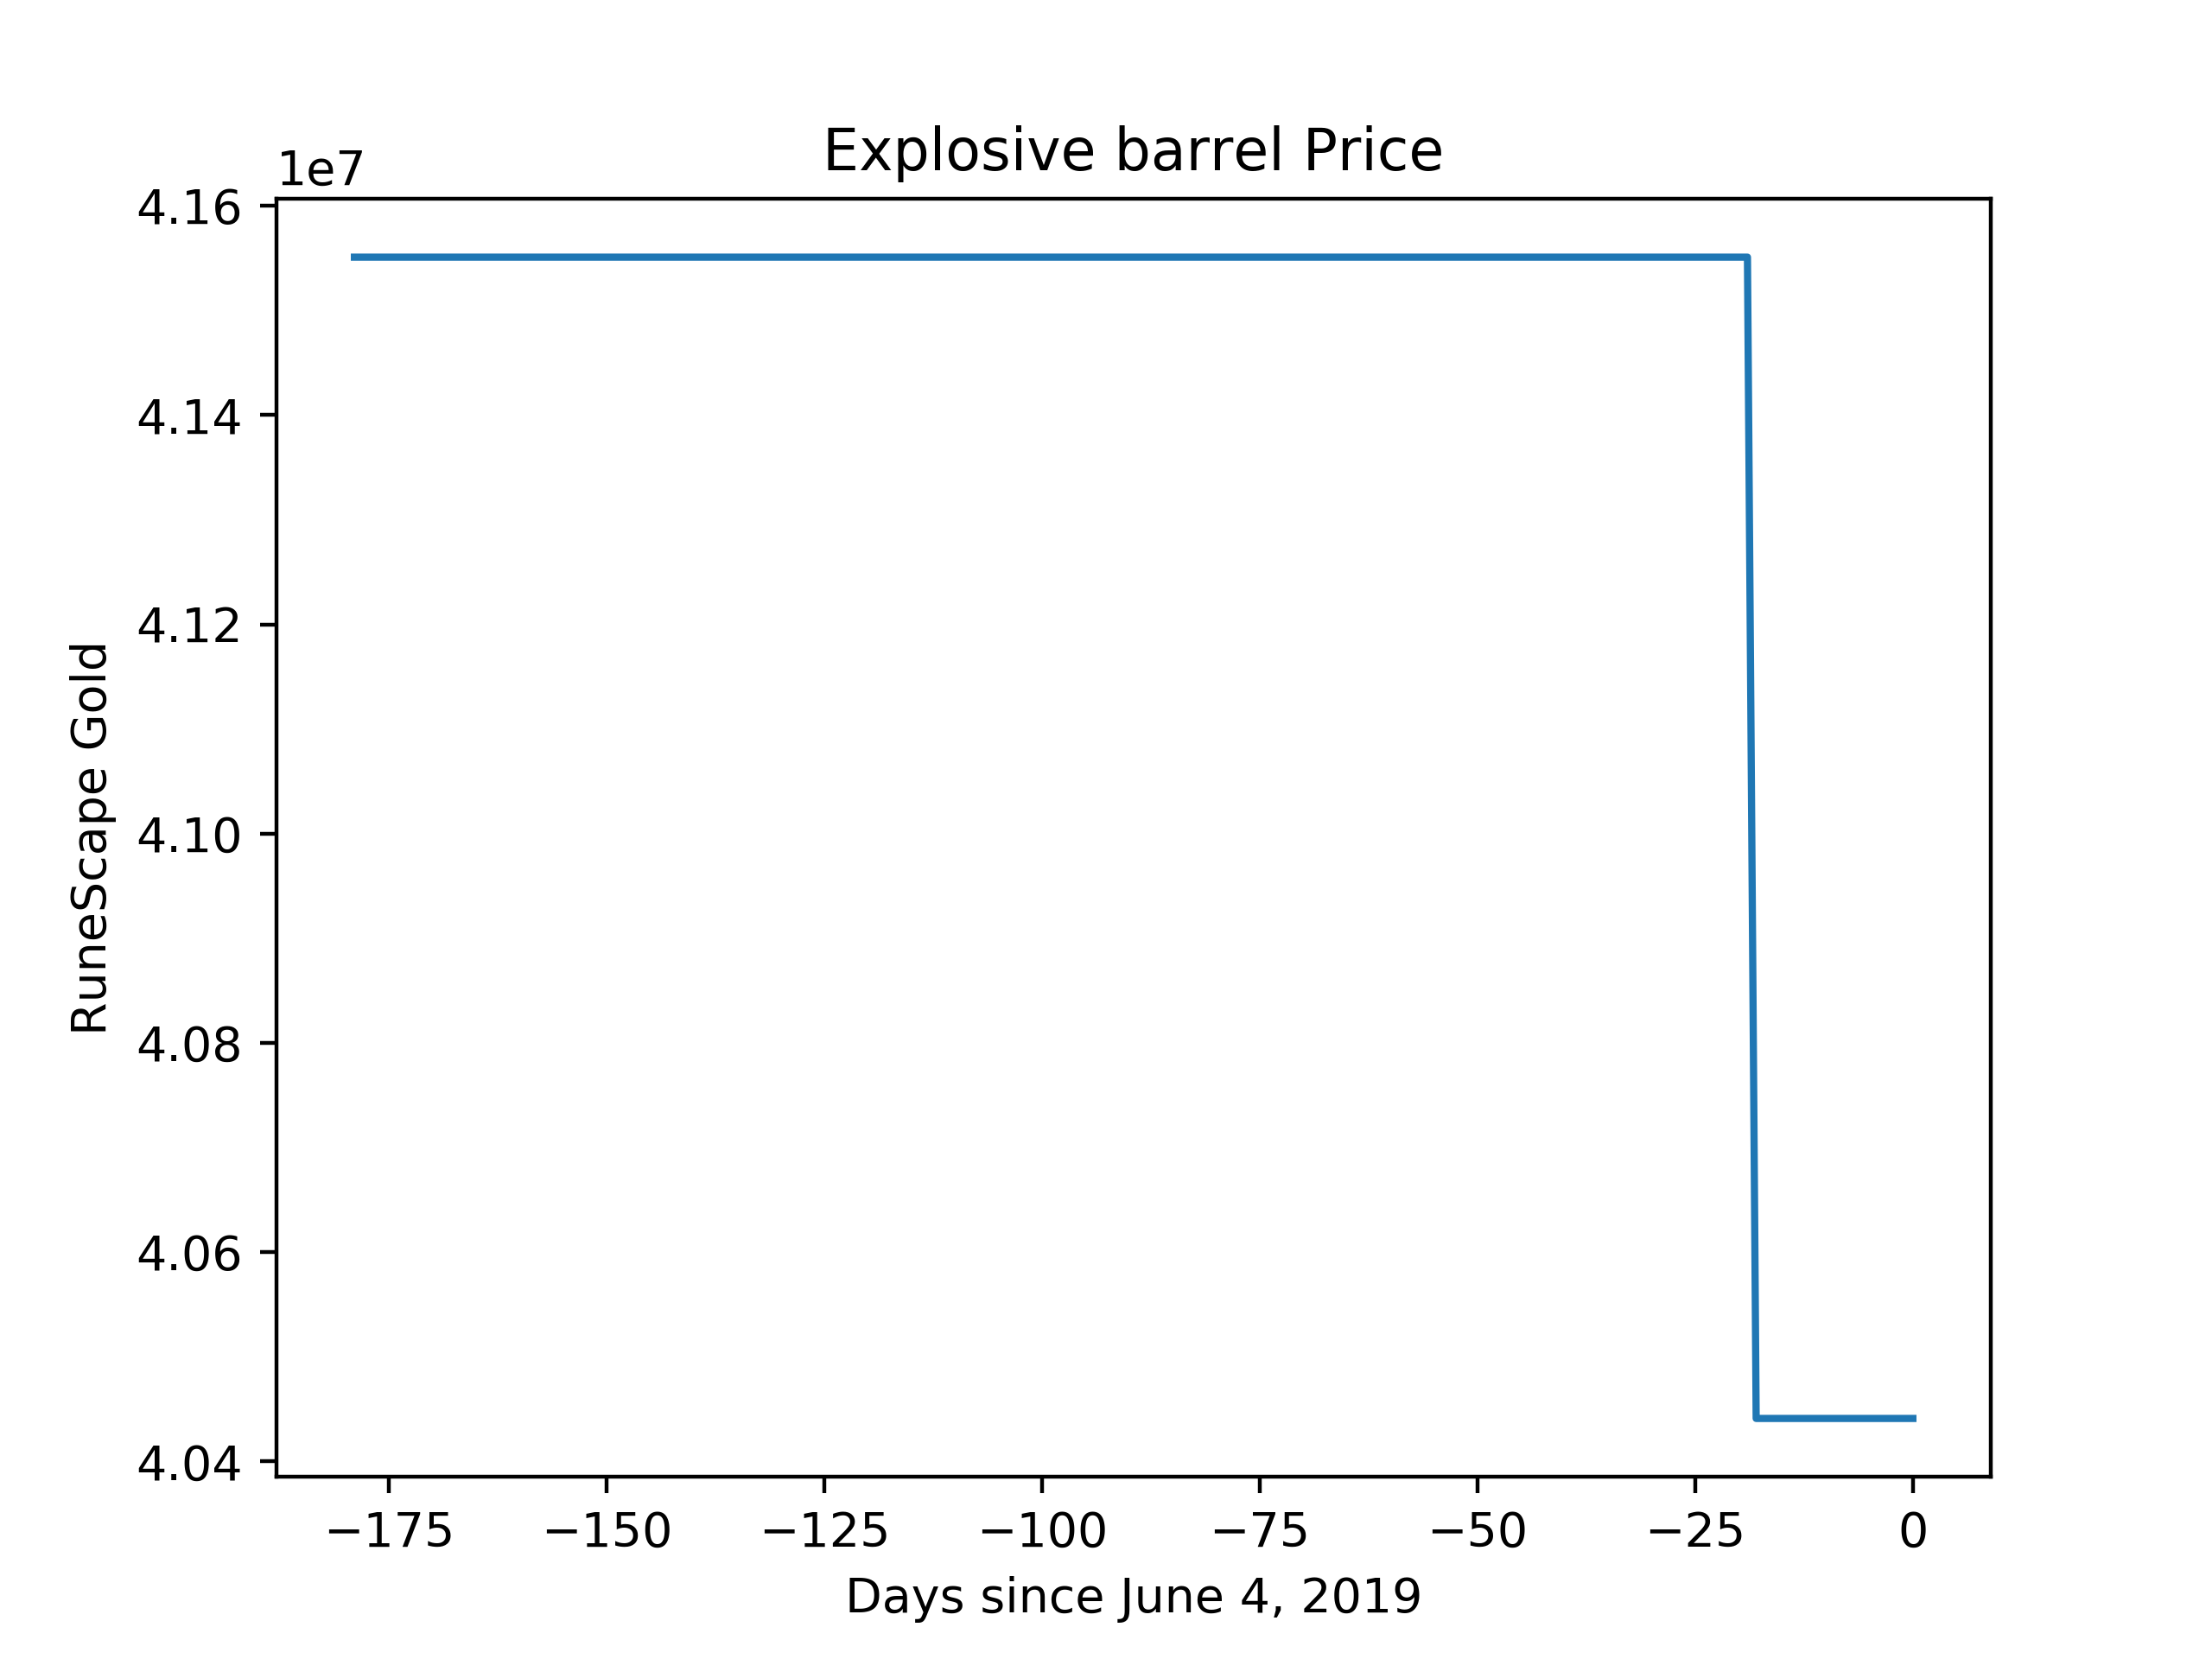 Explosive barrel Price
1e7
4.16
4.14
4.12
4.10
4.08
4.06
4.04
RuneScape Gold
−175 −150 −125 −100 −75 −50 −25 0
Days since June 4, 2019